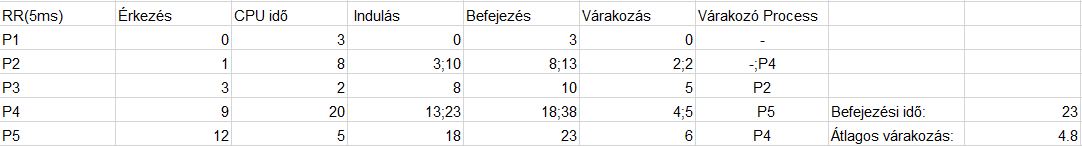 RR(5ms) Érkezés CPU idő Indulás Befejezés Várakozás Várakozó Process
P1 0 3 0 3 0 -
P2 1 8 3;10 8;13 2;2 -;P4
P3 3 2 8 10 5 P2
P4 9 20 13;23 18;38 4;5 P5 Befejezési idő: 23
P5 12 5 18 23 6 P4 Átlagos várakozás: 4.8